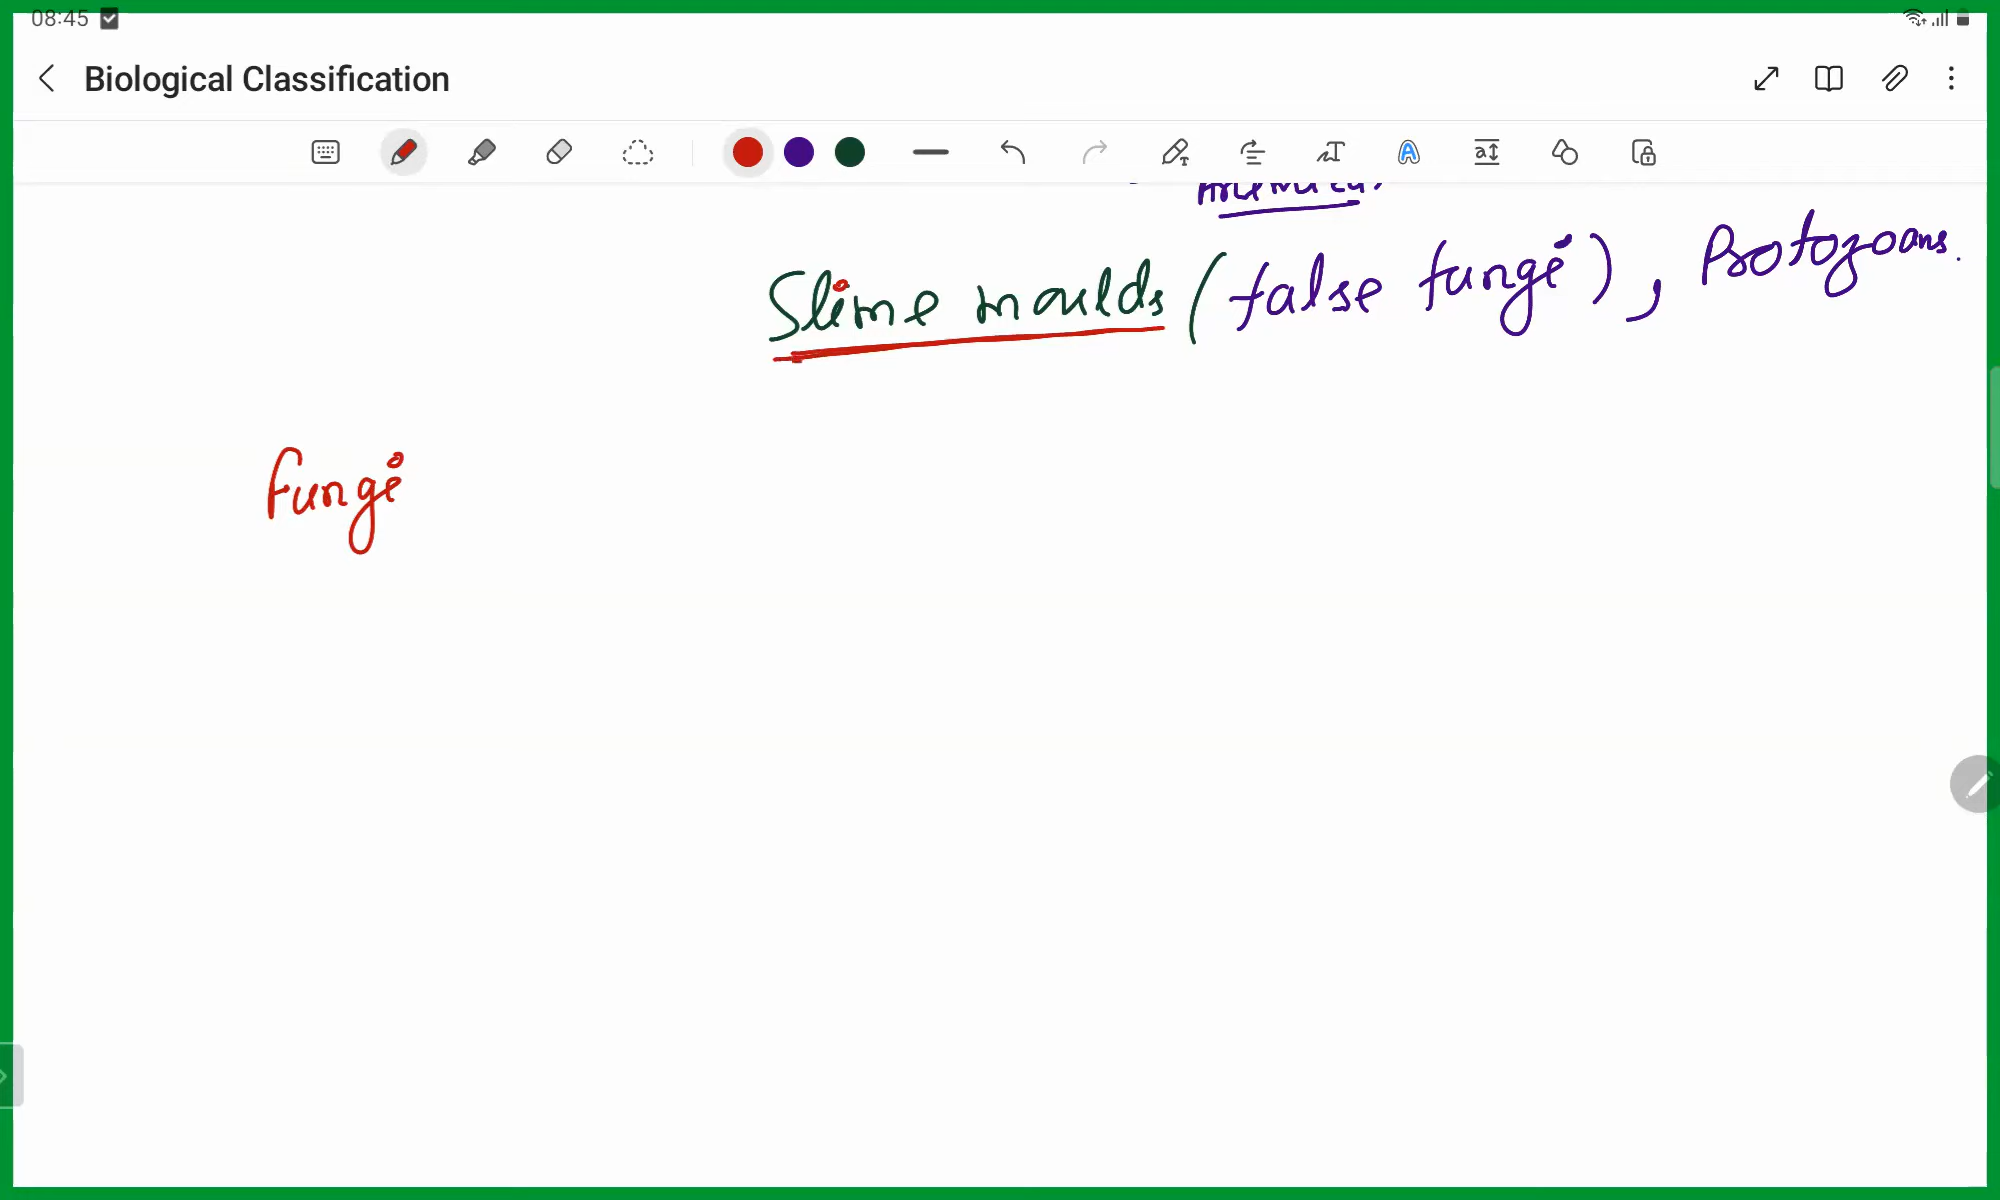 08:45
Biological Classification
Slime moulds (false fungi), Protozoans.
Fungi